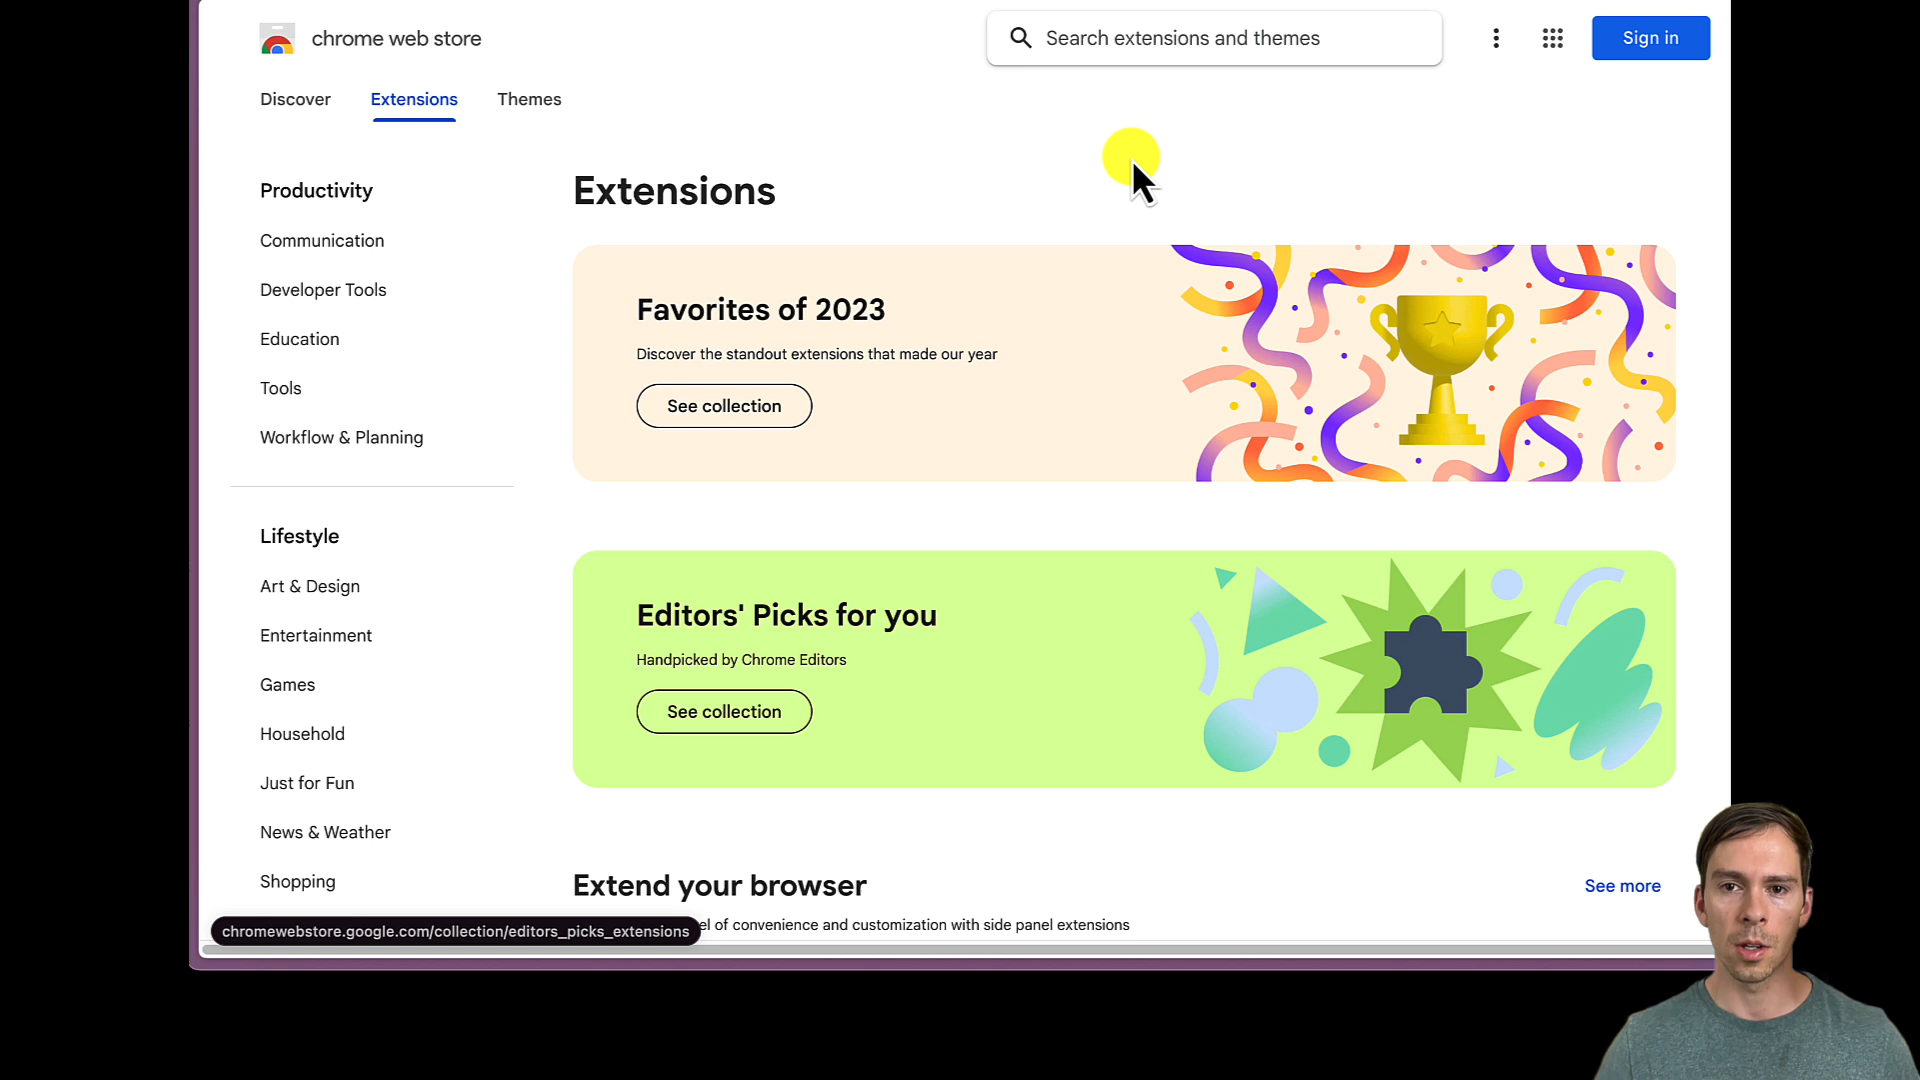 chrome web store
Search extensions and themes
Sign in
Discover
Extensions
Themes
Productivity
Communication
Developer Tools
Education
Tools
Workflow & Planning
Lifestyle
Art & Design
Entertainment
Games
Household
Just for Fun
News & Weather
Shopping
Extensions
Favorites of 2023
Discover the standout extensions that made our year
See collection
Editors' Picks for you
Handpicked by Chrome Editors
See collection
Extend your browser
See more
of convenience and customization with side panel extensions
chromewebstore.google.com/collection/editors_picks_extensions